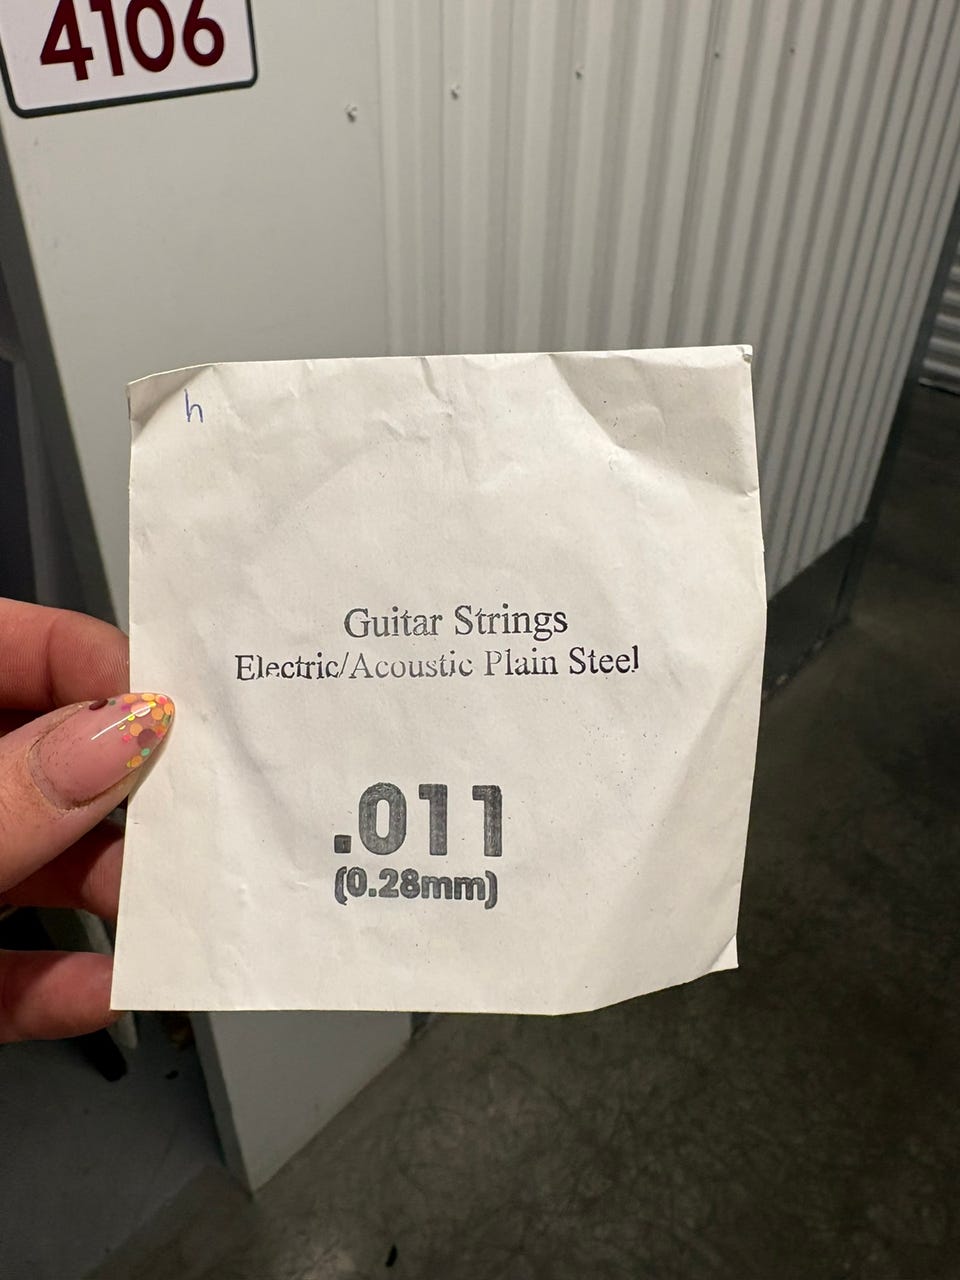 4106
h
Guitar Strings
Electric/Acoustic Plain Steel
.011
(0.28mm)